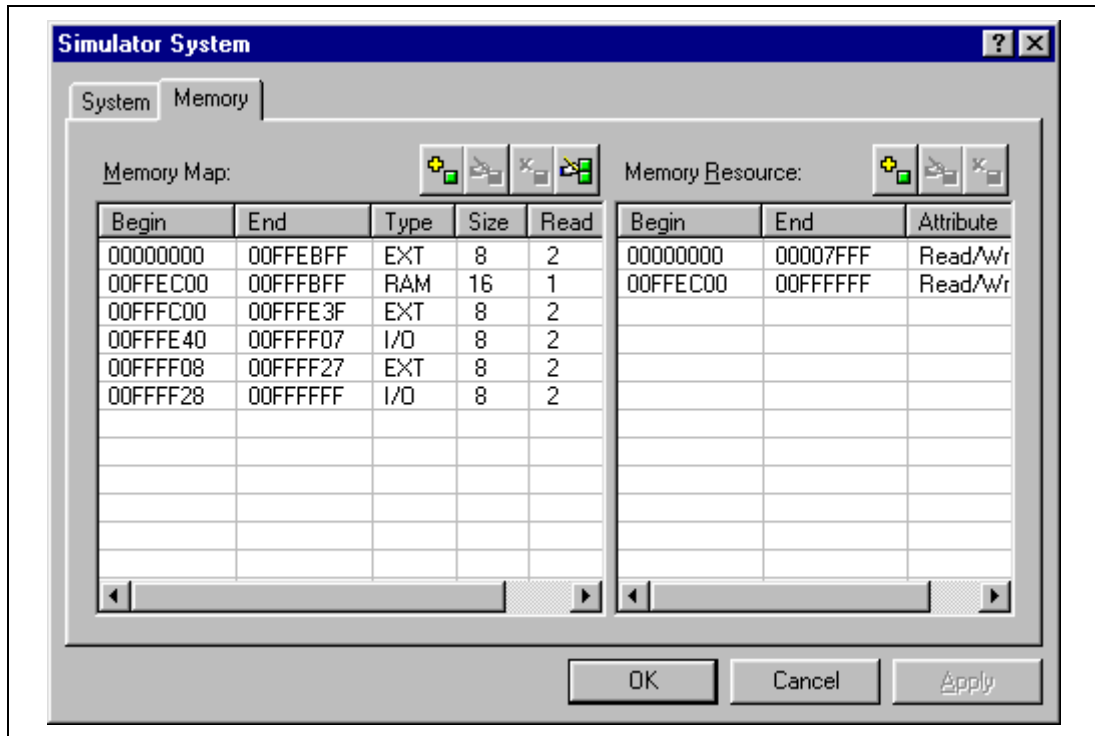 Simulator System
System Memory
Memory Map:
Begin End Type Size Read
00000000 00FFEBFF EXT 8 2
00FFEC00 00FFFBFF RAM 16 1
00FFFC00 00FFFE3F EXT 8 2
00FFFE40 00FFFF07 I/O 8 2
00FFFF08 00FFFF27 EXT 8 2
00FFFF28 00FFFFFF I/O 8 2
Memory Resource:
Begin End Attribute
00000000 00007FFF Read/Wr
00FFEC00 00FFFFFF Read/Wr
OK Cancel Apply